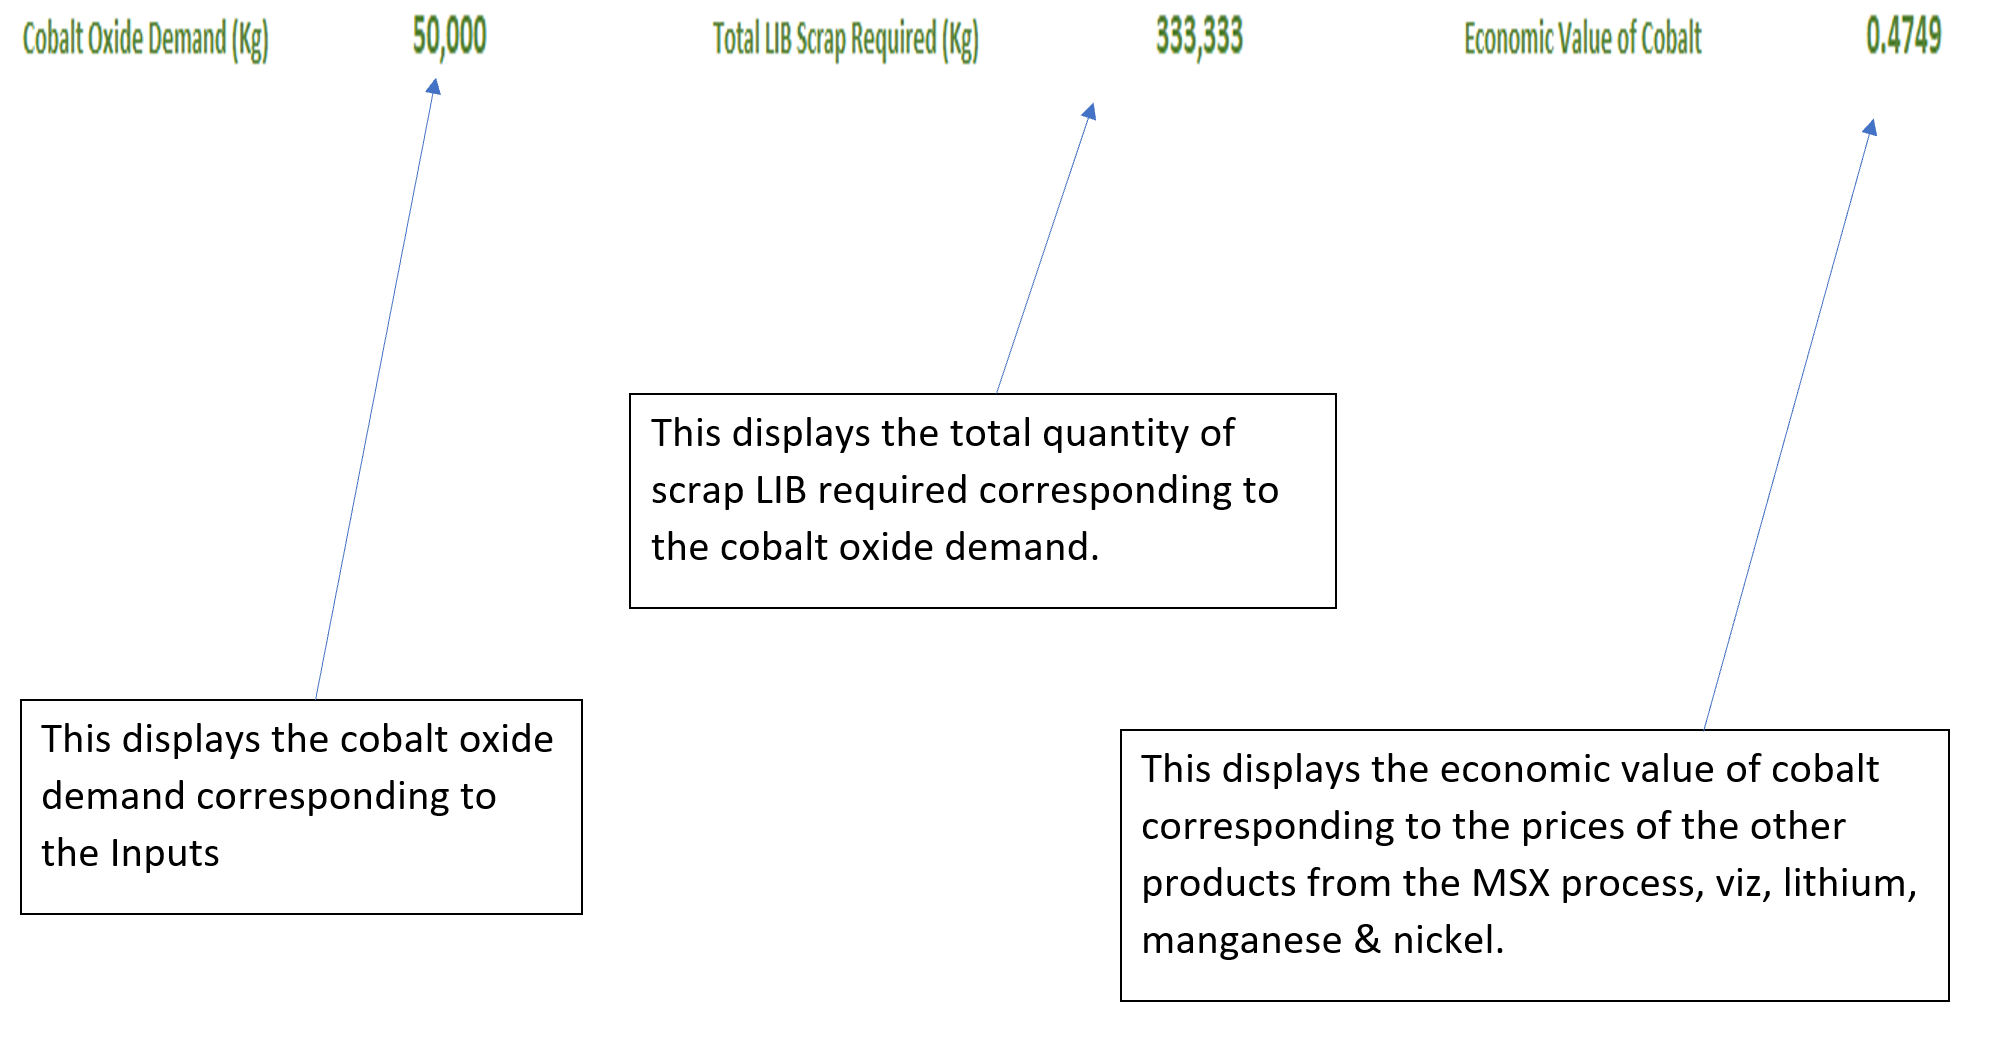 Cobalt Oxide Demand (Kg) 50,000 Total LIB Scrap Required (Kg) 333,333 Economic Value of Cobalt 0.4749
This displays the total quantity of
scrap LIB required corresponding to
the cobalt oxide demand.
This displays the cobalt oxide
demand corresponding to
the Inputs
This displays the economic value of cobalt
corresponding to the prices of the other
products from the MSX process, viz, lithium,
manganese & nickel.